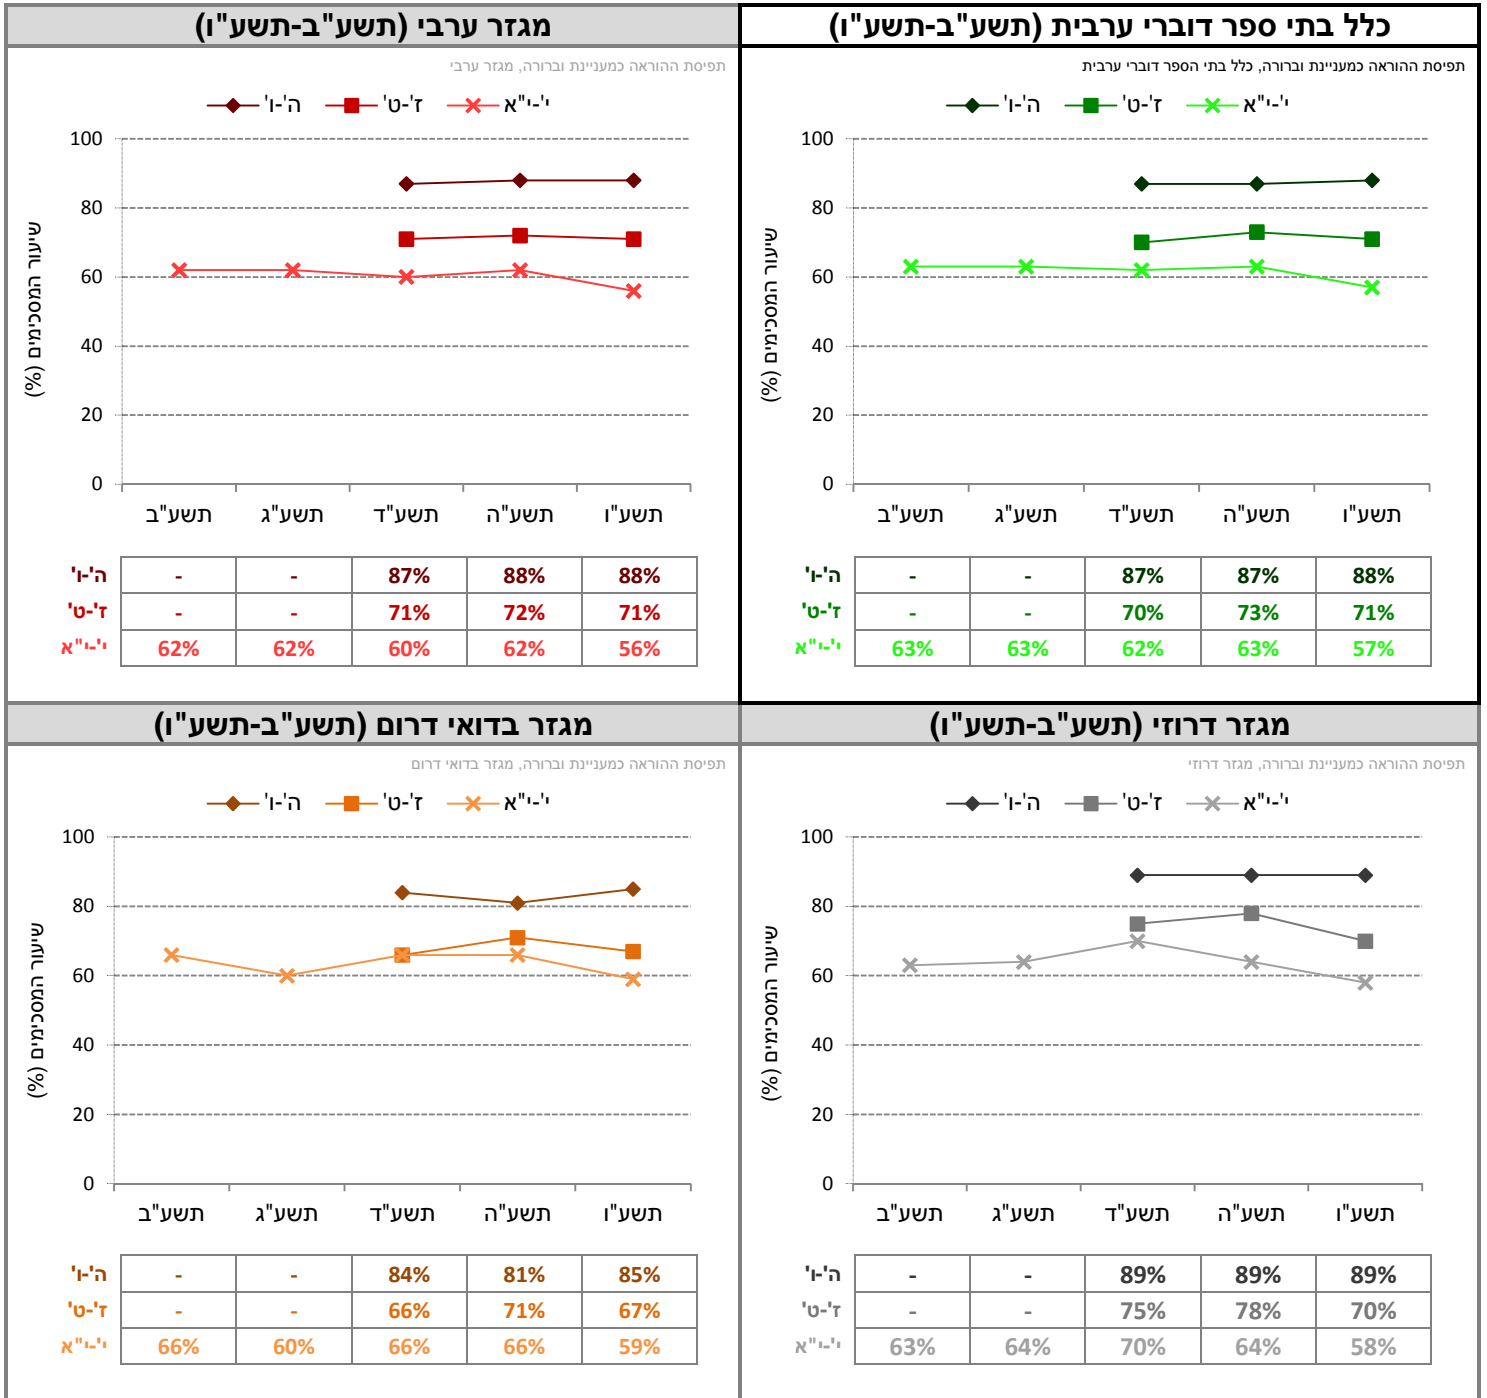 כלל בתי ספר דוברי ערבית (תשע"ב-תשע"ו)
תפיסת ההוראה כמעניינת וברורה, כלל בתי הספר דוברי ערבית
ה'-ו' ז'-ט' י'-י"א
שיעור המסכימים (%)
100
80
60
40
20
0
תשע"ב תשע"ג תשע"ד תשע"ה תשע"ו
ה'-ו' - - 87% 87% 88%
ז'-ט' - - 70% 73% 71%
י'-י"א 63% 63% 62% 63% 57%
מגזר ערבי (תשע"ב-תשע"ו)
תפיסת ההוראה כמעניינת וברורה, מגזר ערבי
ה'-ו' ז'-ט' י'-י"א
שיעור המסכימים (%)
100
80
60
40
20
0
תשע"ב תשע"ג תשע"ד תשע"ה תשע"ו
ה'-ו' - - 87% 88% 88%
ז'-ט' - - 71% 72% 71%
י'-י"א 62% 62% 60% 62% 56%
מגזר דרוזי (תשע"ב-תשע"ו)
תפיסת ההוראה כמעניינת וברורה, מגזר דרוזי
ה'-ו' ז'-ט' י'-י"א
שיעור המסכימים (%)
100
80
60
40
20
0
תשע"ב תשע"ג תשע"ד תשע"ה תשע"ו
ה'-ו' - - 89% 89% 89%
ז'-ט' - - 75% 78% 70%
י'-י"א 63% 64% 70% 64% 58%
מגזר בדואי דרום (תשע"ב-תשע"ו)
תפיסת ההוראה כמעניינת וברורה, מגזר בדואי דרום
ה'-ו' ז'-ט' י'-י"א
שיעור המסכימים (%)
100
80
60
40
20
0
תשע"ב תשע"ג תשע"ד תשע"ה תשע"ו
ה'-ו' - - 84% 81% 85%
ז'-ט' - - 66% 71% 67%
י'-י"א 66% 60% 66% 66% 59%